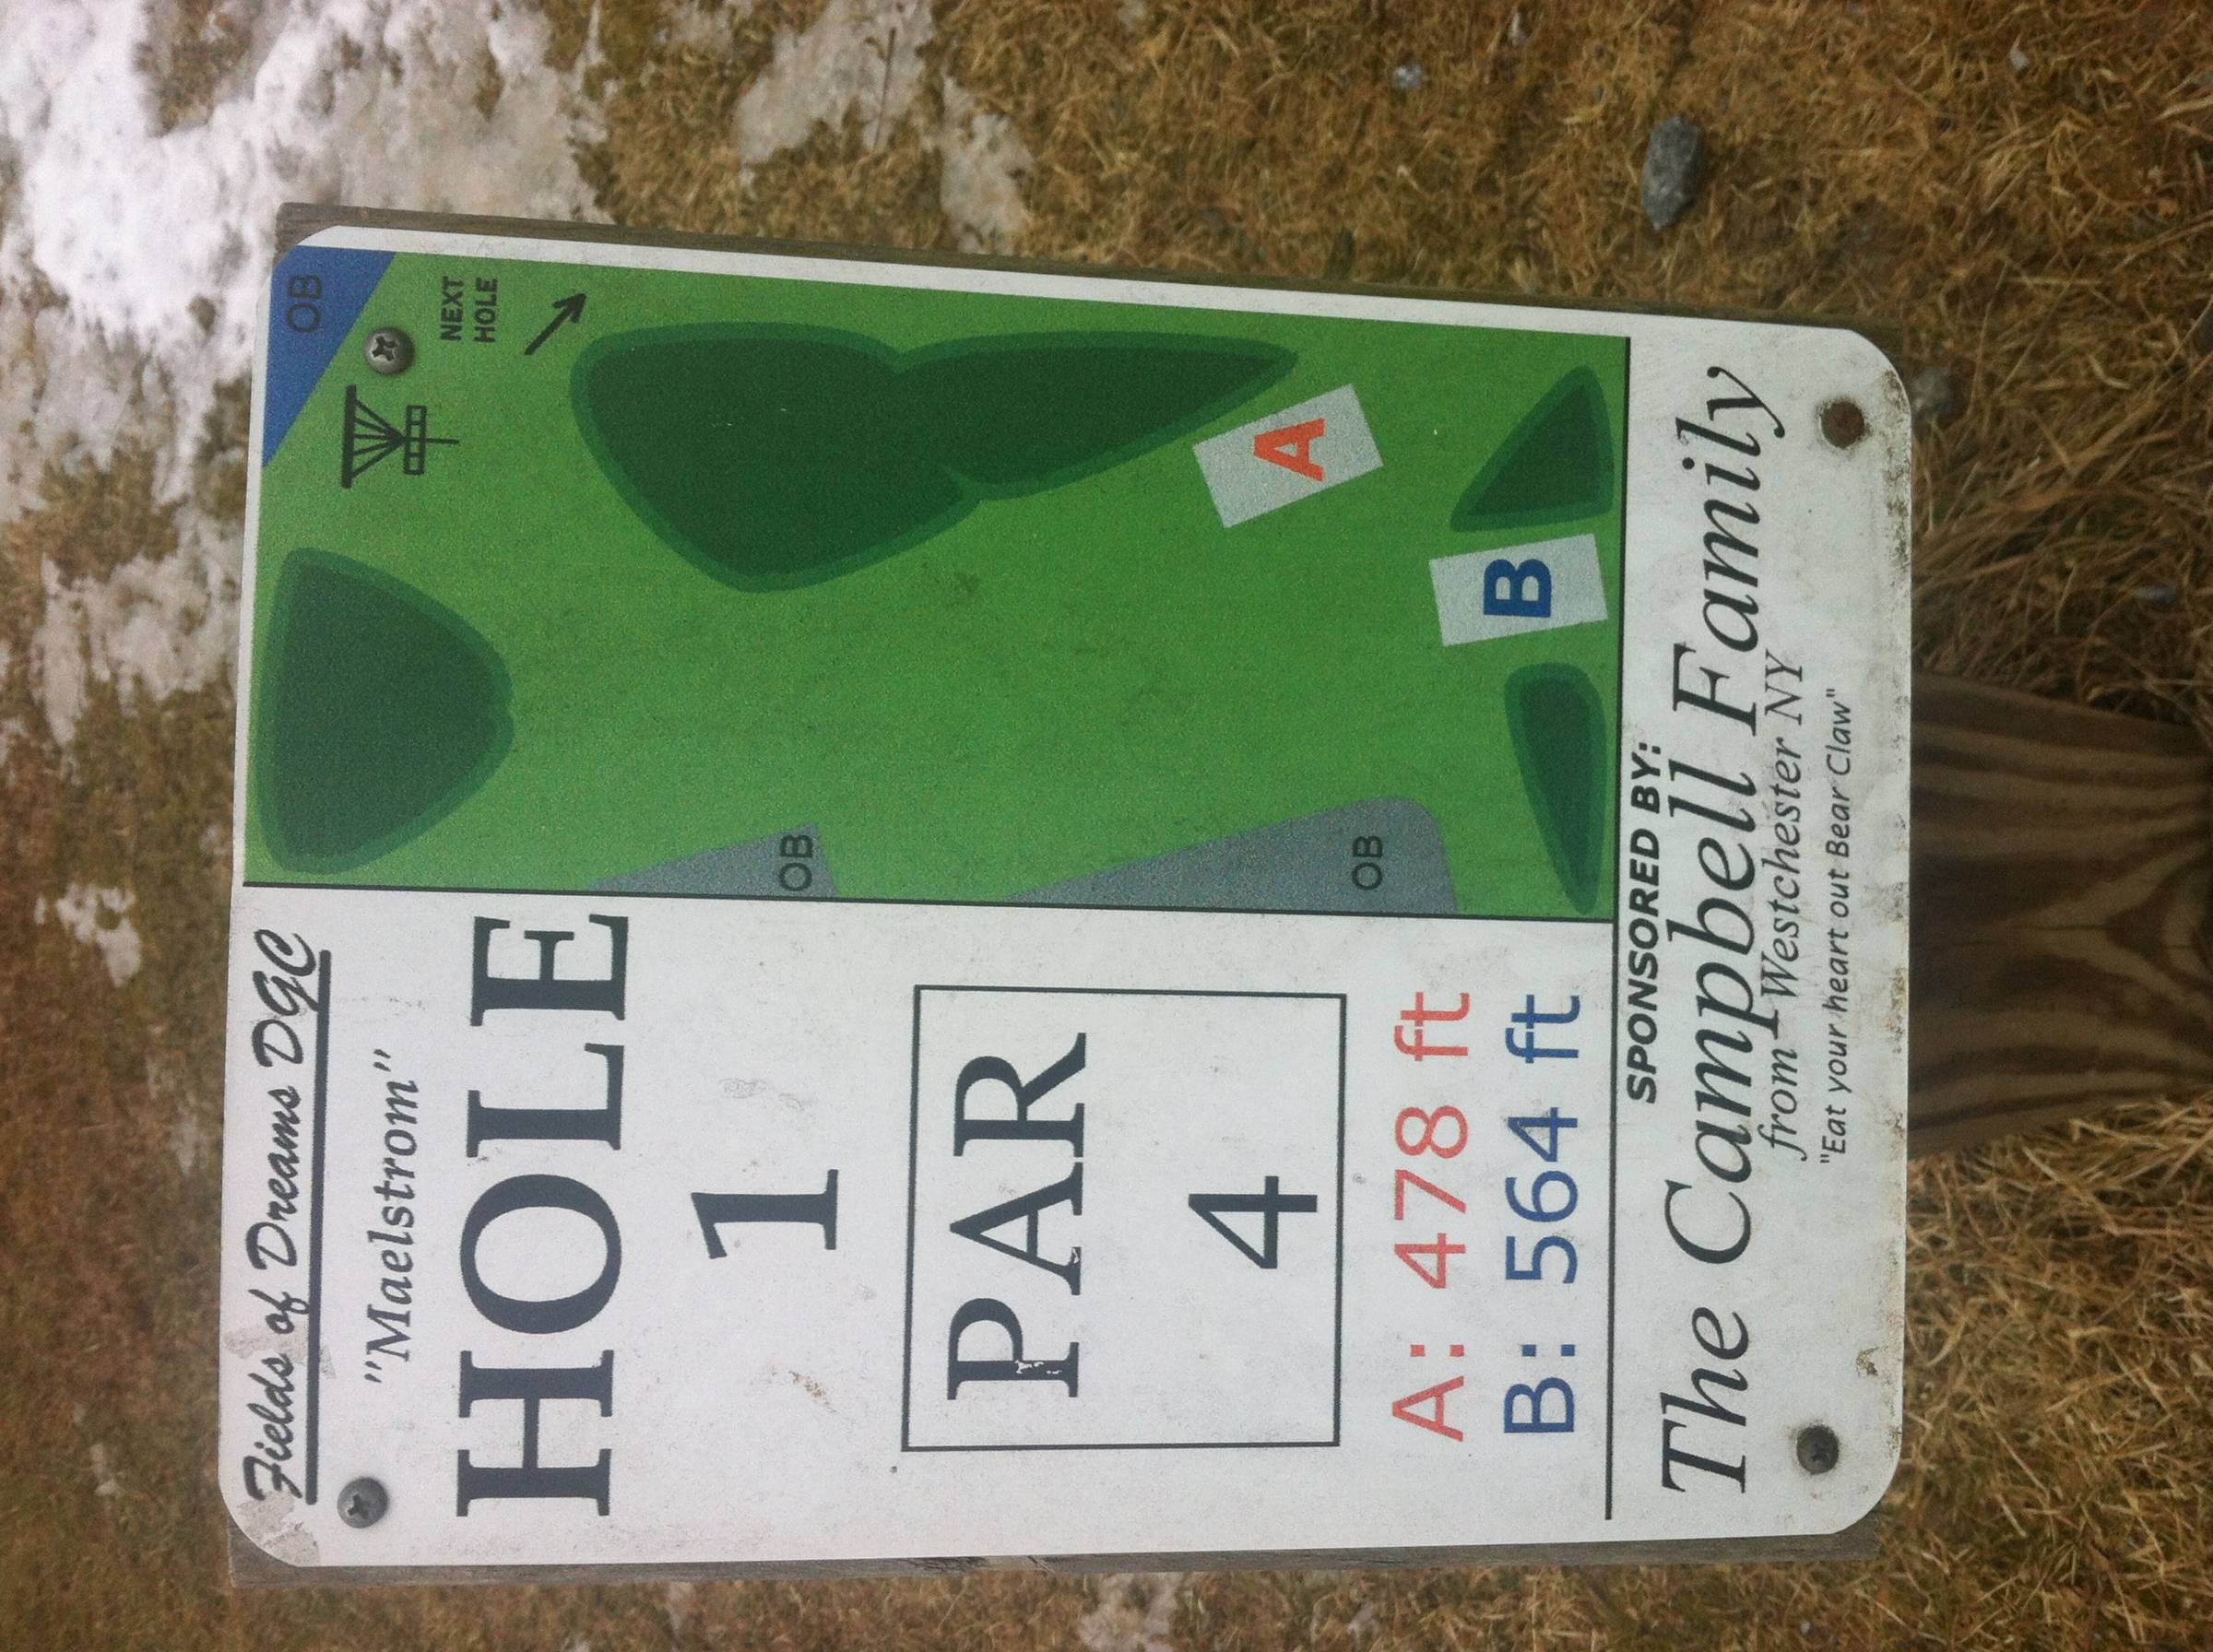 Fields of Dreams DGC
"Maelstrom"
HOLE
1
PAR
4
A: 478 ft
B: 564 ft
OB
NEXT
HOLE
A
B
OB
OB
SPONSORED BY:
The Campbell Family
from Westchester NY
"Eat your heart out Bear Claw"